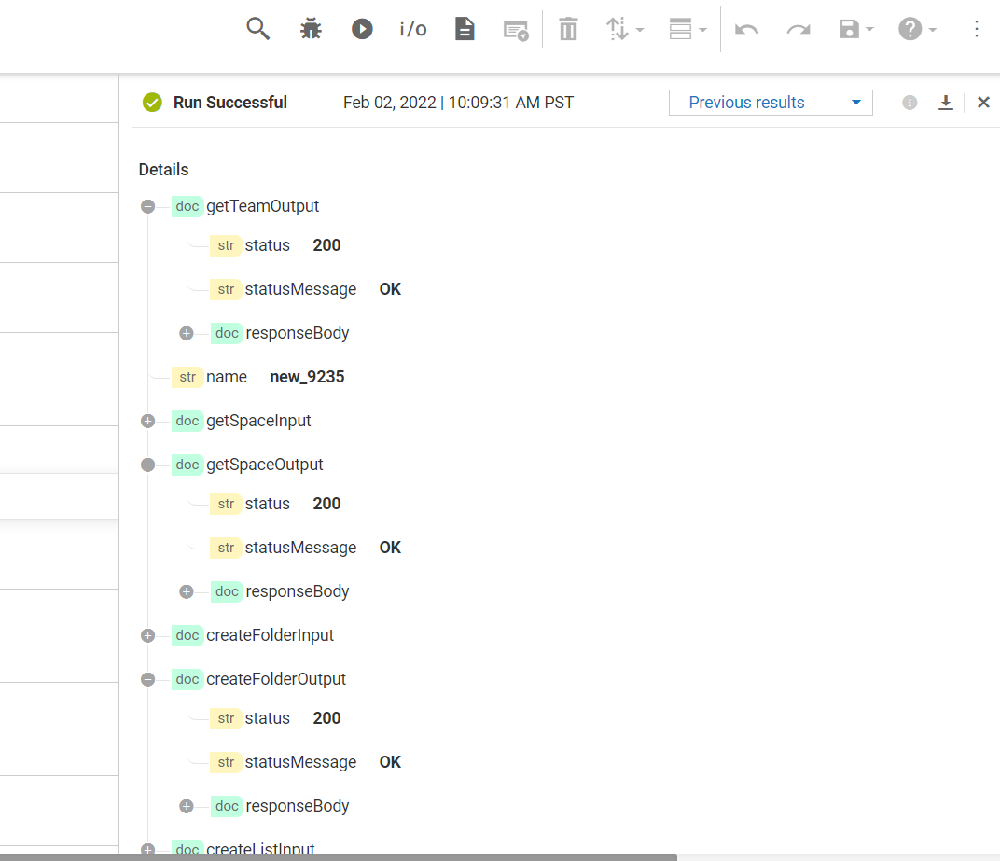 i/o
Run Successful Feb 02, 2022 | 10:09:31 AM PST Previous results
Details
doc getTeamOutput
str status 200
str statusMessage OK
doc responseBody
str name new_9235
doc getSpaceInput
doc getSpaceOutput
str status 200
str statusMessage OK
doc responseBody
doc createFolderInput
doc createFolderOutput
str status 200
str statusMessage OK
doc responseBody
doc createListInput